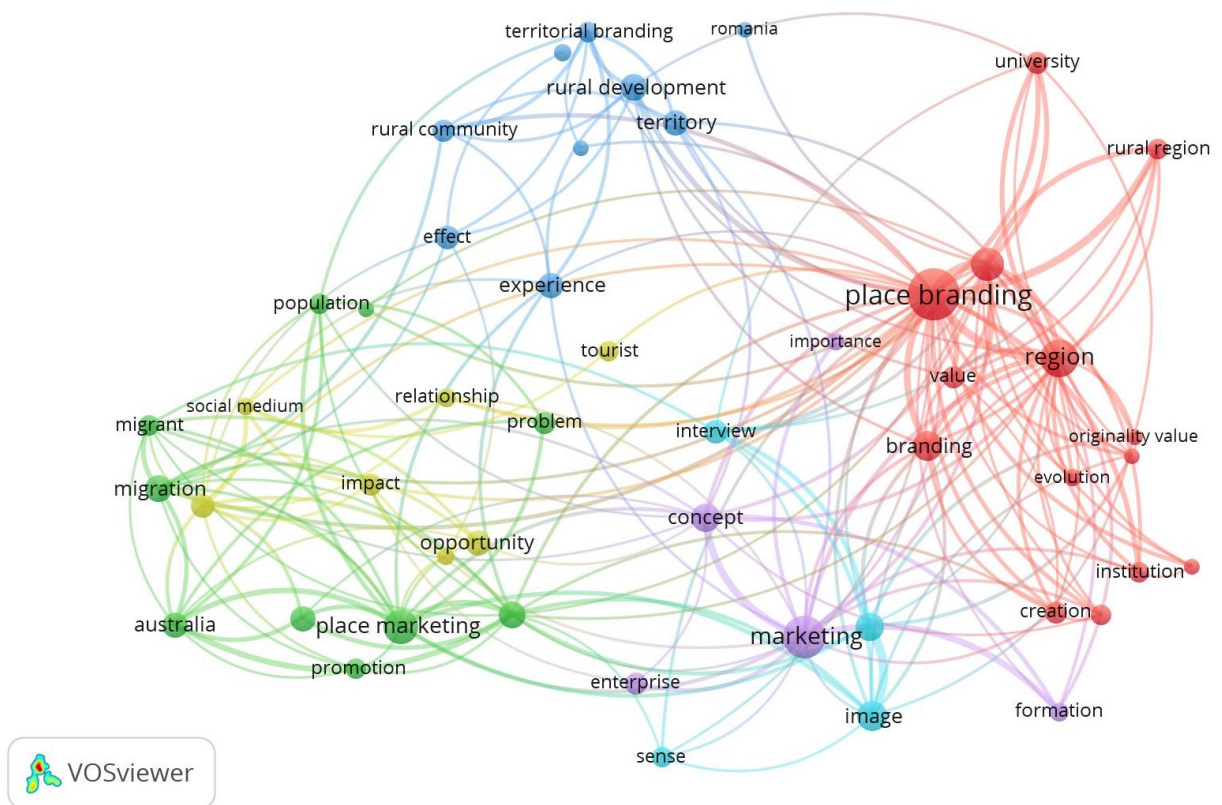 territorial branding
romania
university
rural development
territory
rural community
rural region
effect
experience
population
place branding
importance
tourist
region
value
relationship
social medium
migrant
problem
interview
originality value
branding
evolution
impact
migration
concept
opportunity
institution
creation
australia
place marketing
marketing
promotion
enterprise
image
formation
sense
VOSviewer